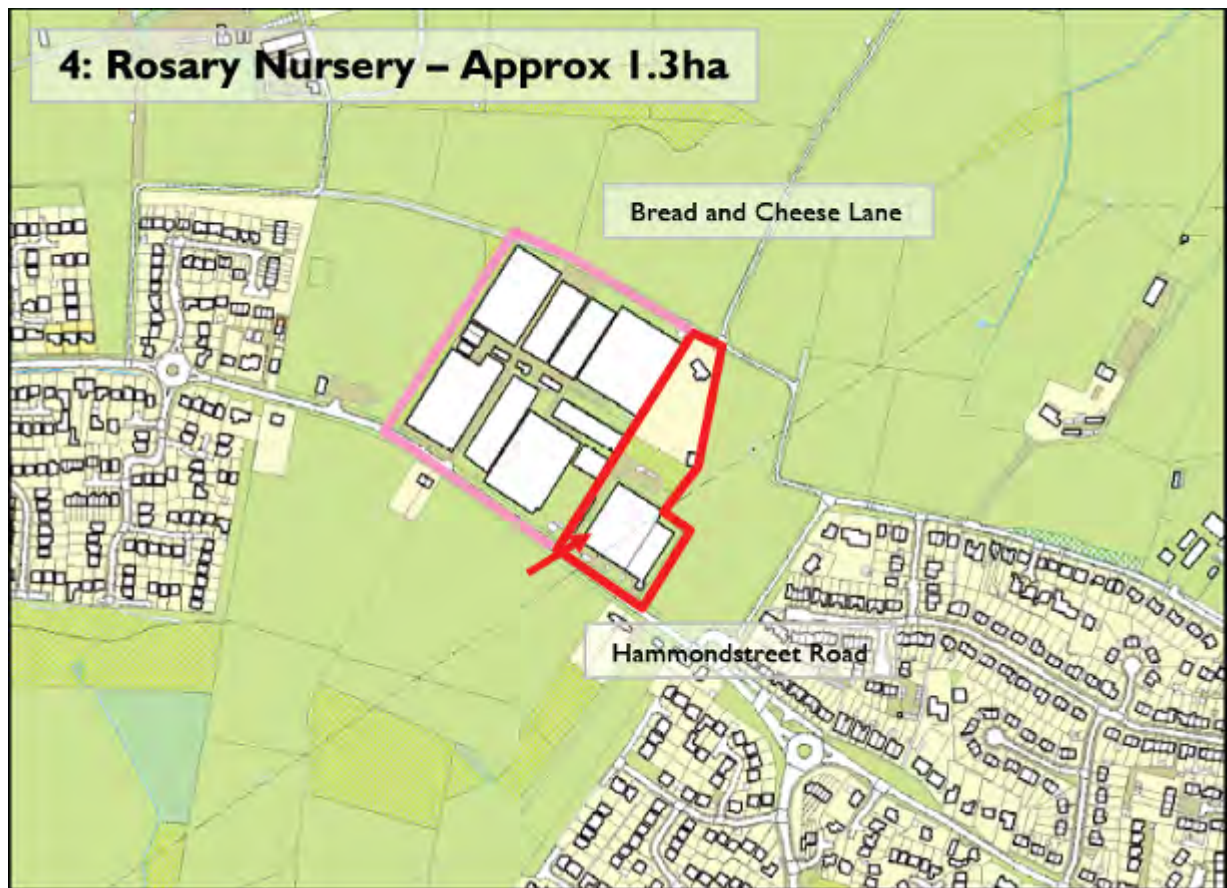 4: Rosary Nursery – Approx 1.3ha
Bread and Cheese Lane
Hammondstreet Road